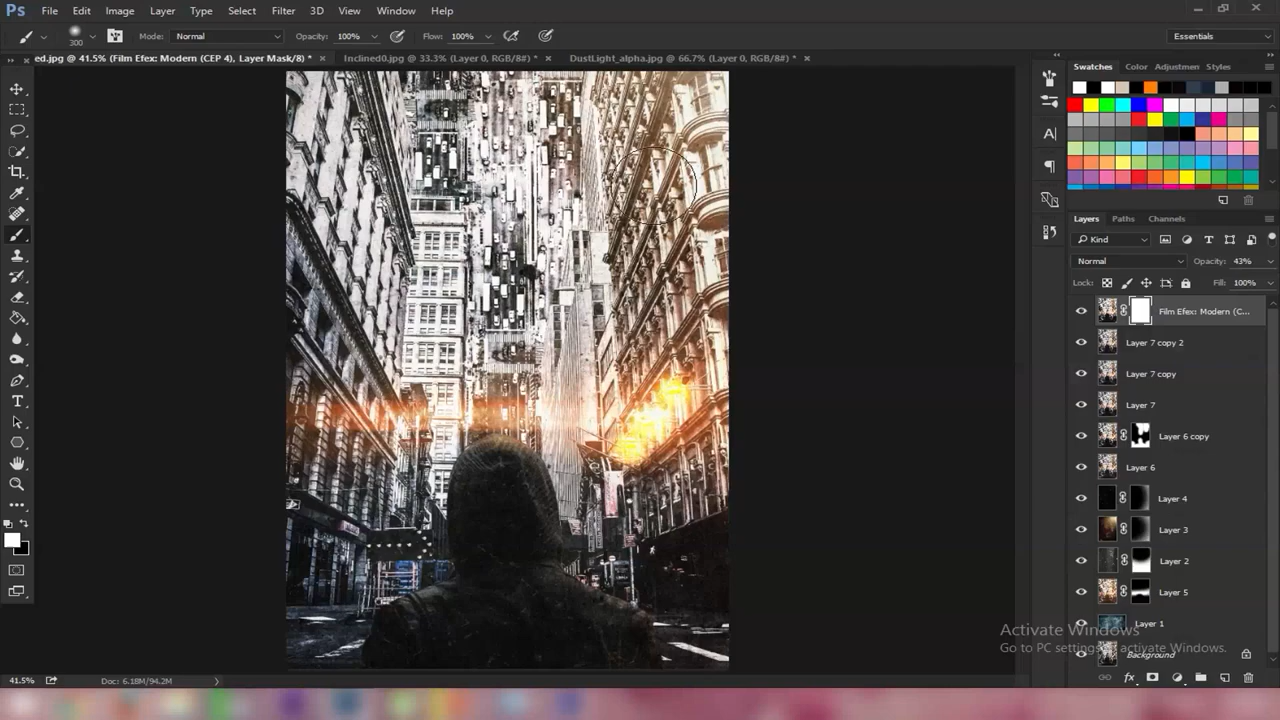 Ps File Edit Image Layer Type Select Filter 3D View Window Help
300 Mode: Normal Opacity: 100% Flow: 100% Essentials
ed.jpg @ 41.5% (Film Efex: Modern (CEP 4), Layer Mask/8) * × Inclined0.jpg @ 33.3% (Layer 0, RGB/8#) * × DustLight_alpha.jpg @ 66.7% (Layer 0, RGB/8#) * ×
Swatches Color Adjustmen Styles
Layers Paths Channels
Kind
Normal Opacity: 43%
Lock: Fill: 100%
Film Efex: Modern (C...
Layer 7 copy 2
Layer 7 copy
Layer 7
Layer 6 copy
Layer 6
Layer 4
Layer 3
Layer 2
Layer 5
Layer 1
Activate Windows
Background
Go to PC settings to activate Windows.
41.5% Doc: 6.18M/94.2M